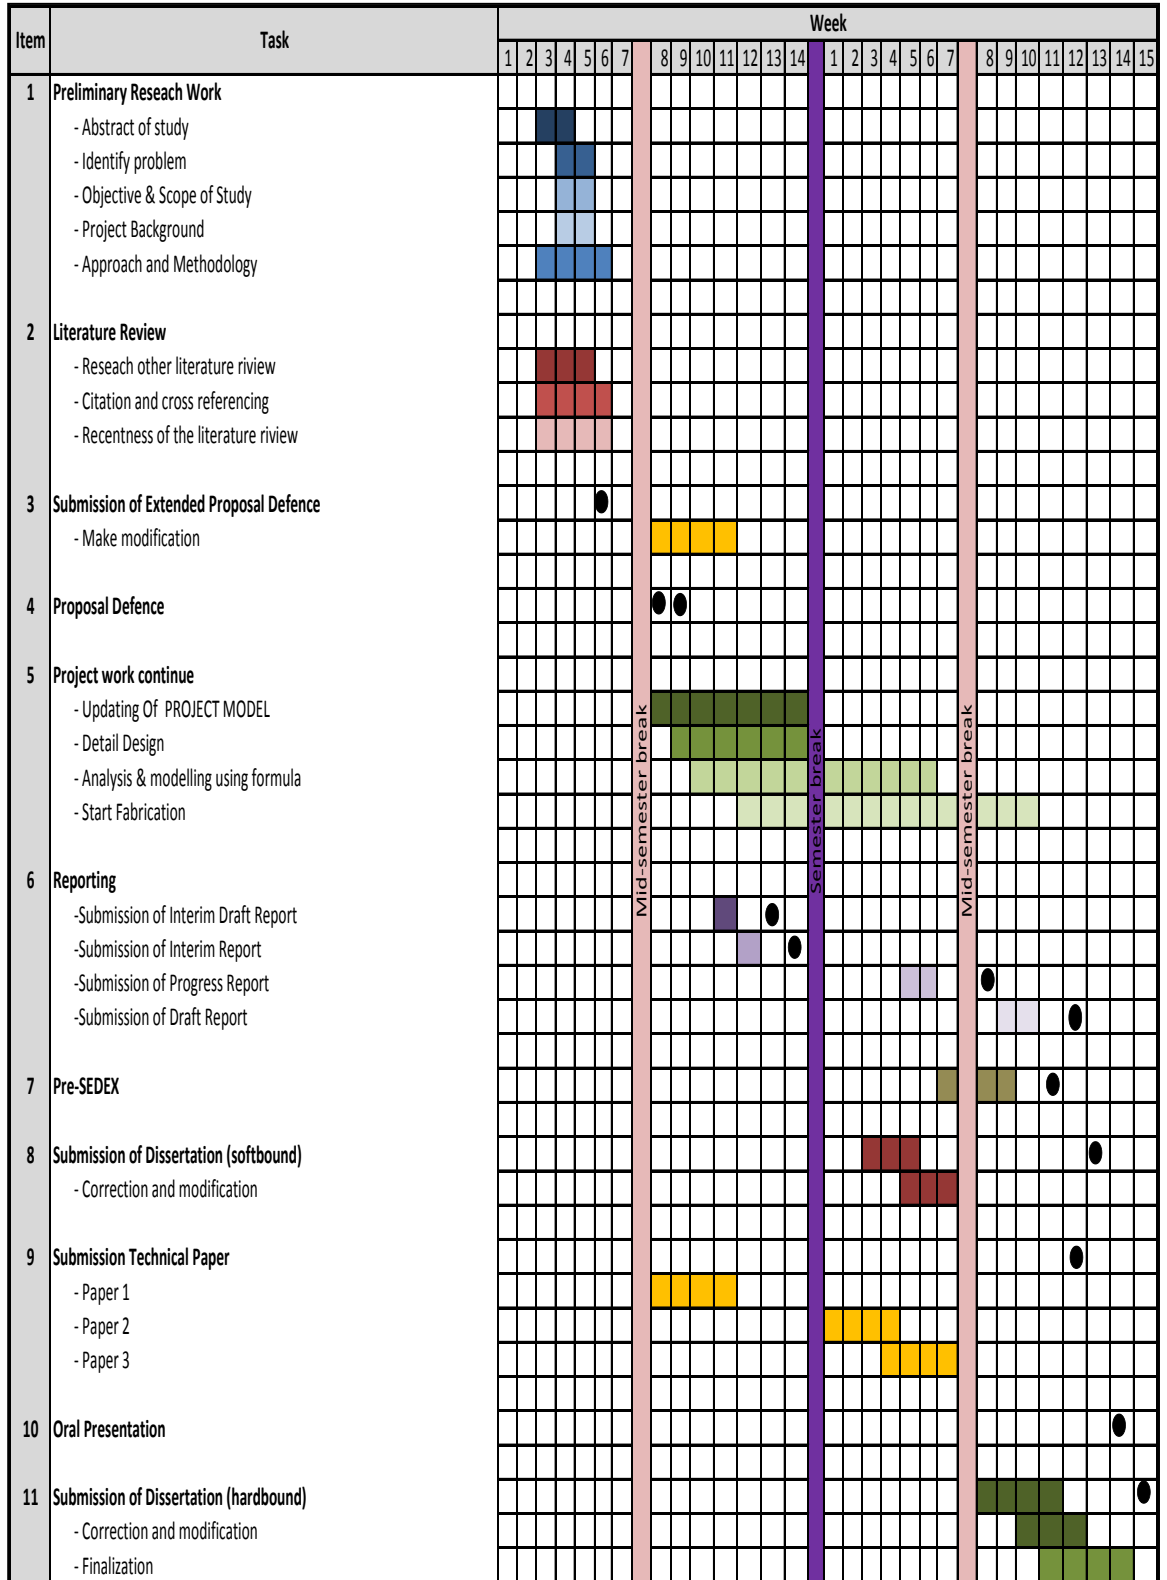 Item Task Week
1 2 3 4 5 6 7 8 9 10 11 12 13 14 1 2 3 4 5 6 7 8 9 10 11 12 13 14 15
1 Preliminary Reseach Work
- Abstract of study
- Identify problem
- Objective & Scope of Study
- Project Background
- Approach and Methodology
2 Literature Review
- Reseach other literature riview
- Citation and cross referencing
- Recentness of the literature riview
3 Submission of Extended Proposal Defence
- Make modification
4 Proposal Defence
5 Project work continue
- Updating Of PROJECT MODEL
- Detail Design
- Analysis & modelling using formula
- Start Fabrication
Mid-semester break
Semester break
Mid-semester break
6 Reporting
-Submission of Interim Draft Report
-Submission of Interim Report
-Submission of Progress Report
-Submission of Draft Report
7 Pre-SEDEX
8 Submission of Dissertation (softbound)
- Correction and modification
9 Submission Technical Paper
- Paper 1
- Paper 2
- Paper 3
10 Oral Presentation
11 Submission of Dissertation (hardbound)
- Correction and modification
- Finalization